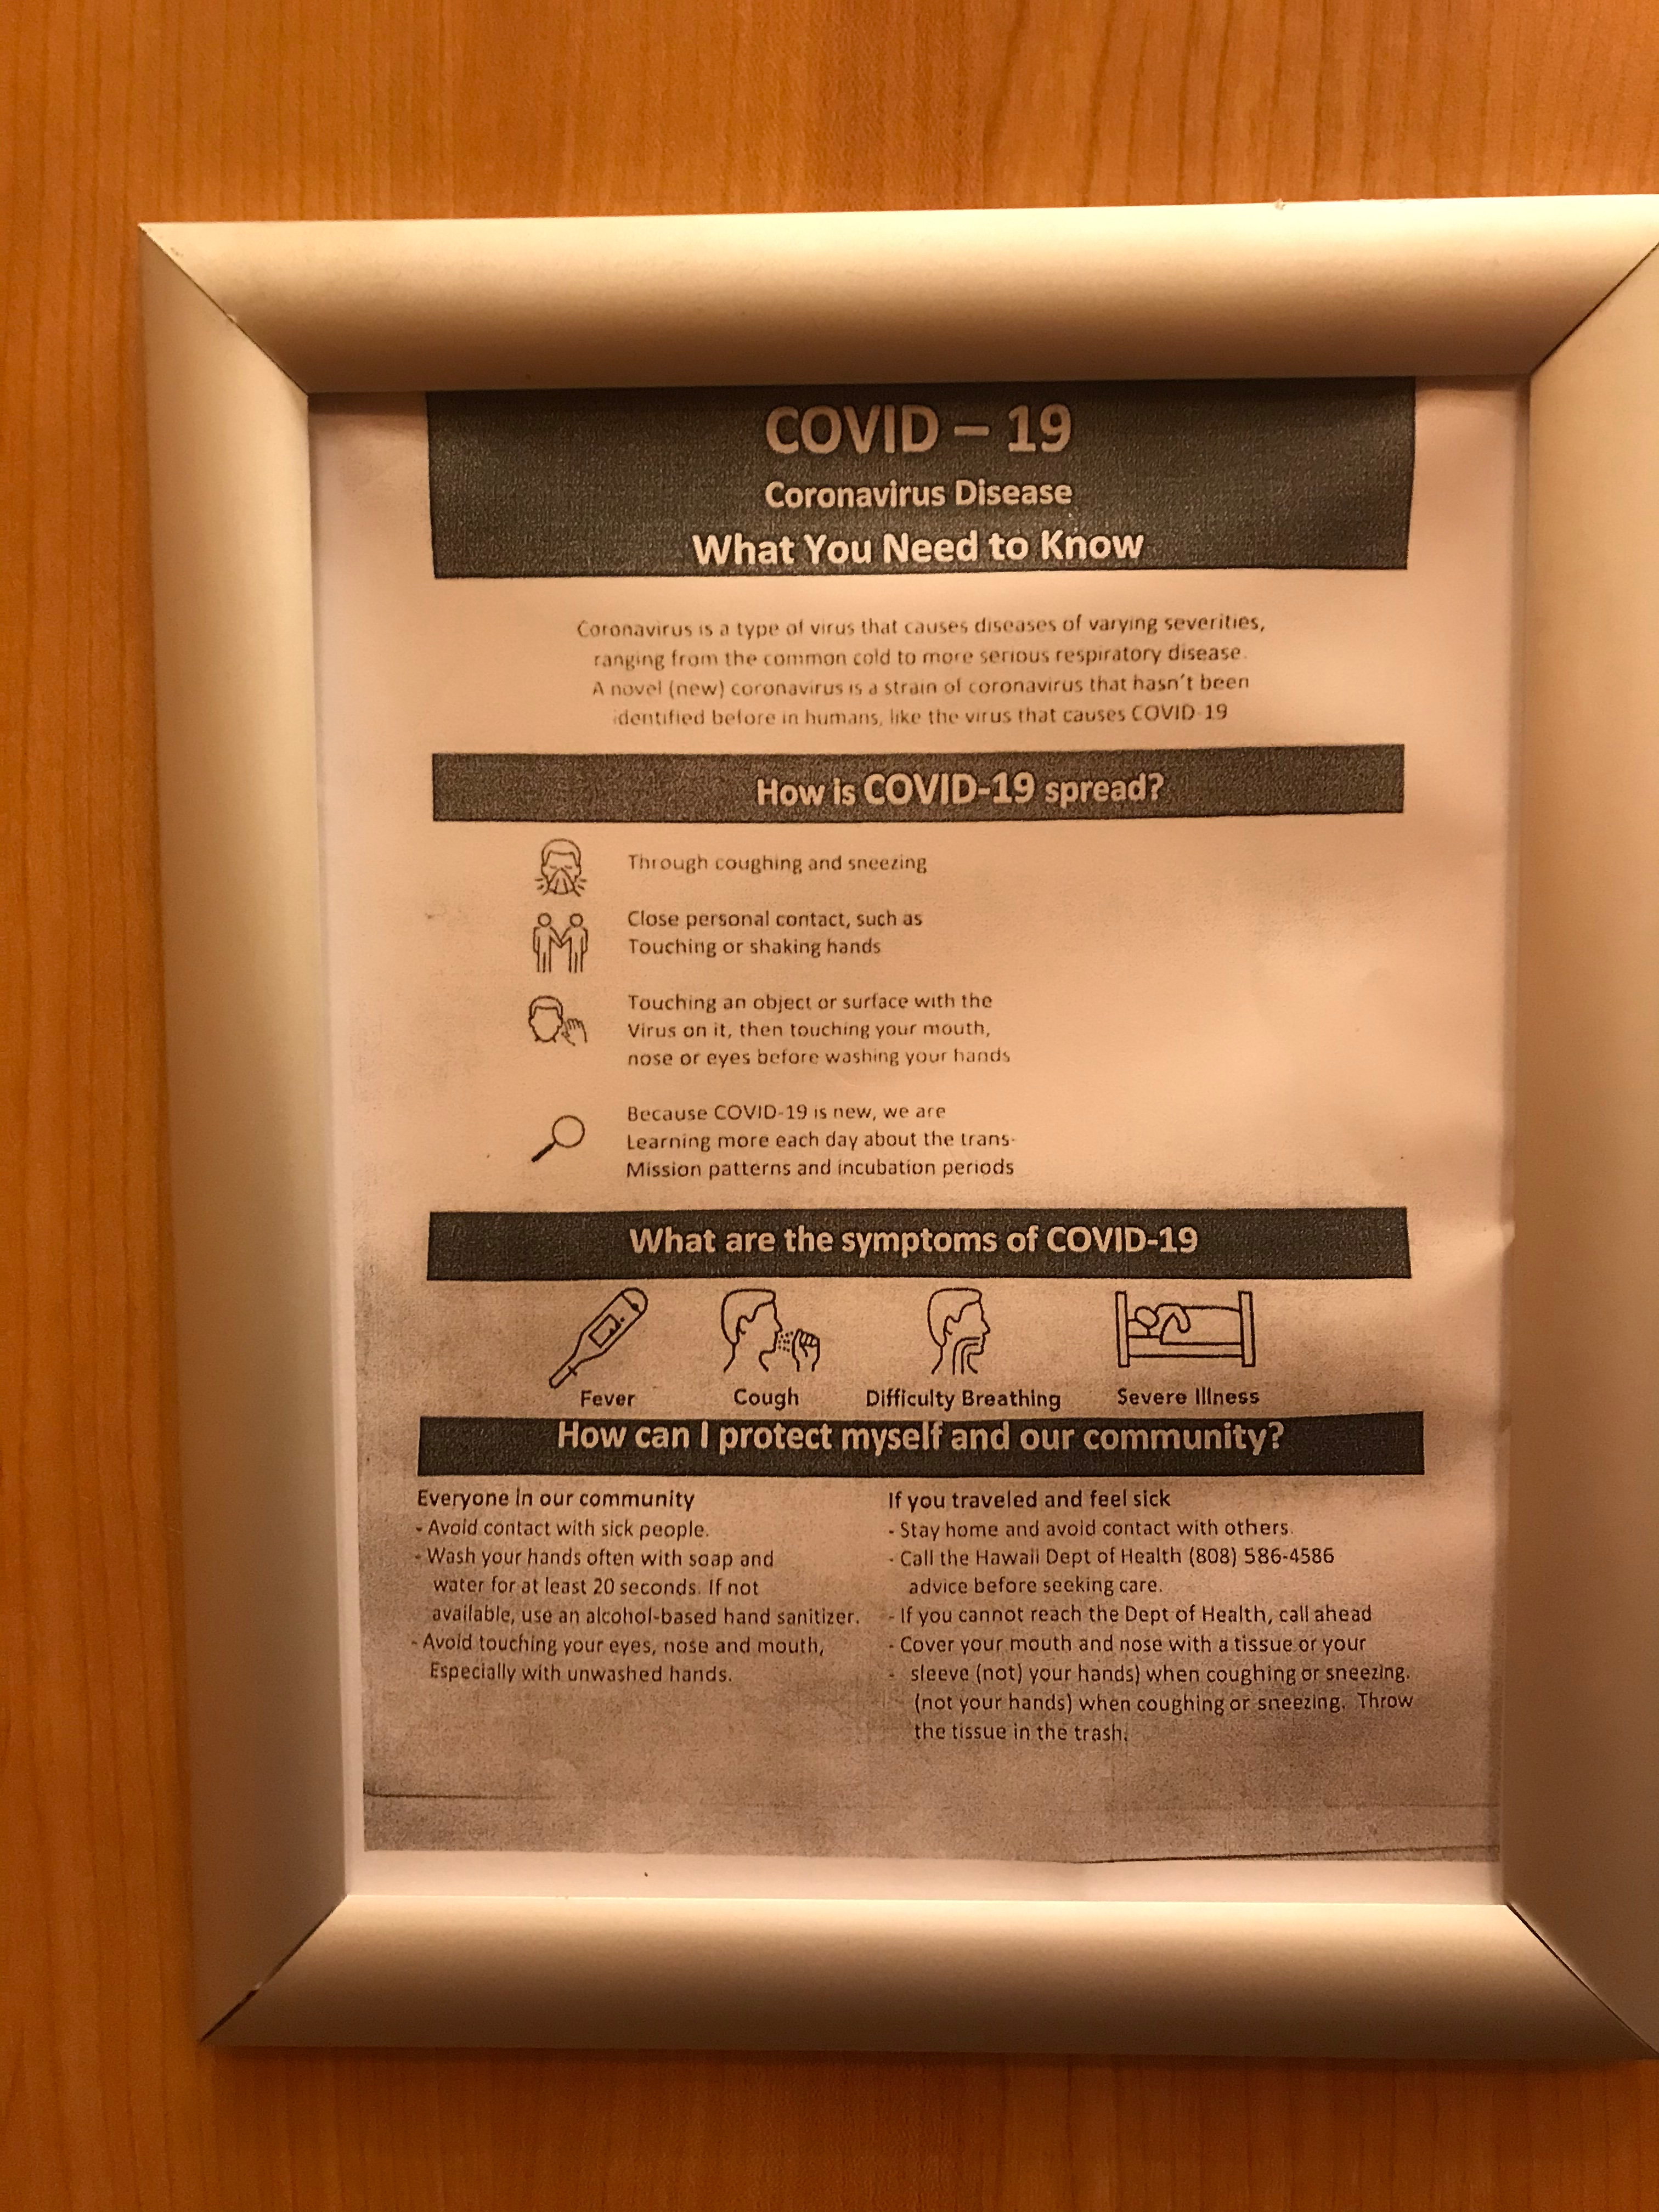 COVID – 19
Coronavirus Disease
What You Need to Know
Coronavirus is a type of virus that causes diseases of varying severities,
ranging from the common cold to more serious respiratory disease.
A novel (new) coronavirus is a strain of coronavirus that hasn't been
identified before in humans, like the virus that causes COVID-19
How is COVID-19 spread?
Through coughing and sneezing
Close personal contact, such as
Touching or shaking hands
Touching an object or surface with the
Virus on it, then touching your mouth,
nose or eyes before washing your hands
Because COVID-19 is new, we are
Learning more each day about the trans-
Mission patterns and incubation periods
What are the symptoms of COVID-19
Fever Cough Difficulty Breathing Severe Illness
How can I protect myself and our community?
Everyone in our community
- Avoid contact with sick people.
- Wash your hands often with soap and
water for at least 20 seconds. If not
available, use an alcohol-based hand sanitizer.
- Avoid touching your eyes, nose and mouth,
Especially with unwashed hands.
If you traveled and feel sick
- Stay home and avoid contact with others.
- Call the Hawaii Dept of Health (808) 586-4586
advice before seeking care.
- If you cannot reach the Dept of Health, call ahead
- Cover your mouth and nose with a tissue or your
- sleeve (not) your hands) when coughing or sneezing.
(not your hands) when coughing or sneezing. Throw
the tissue in the trash.